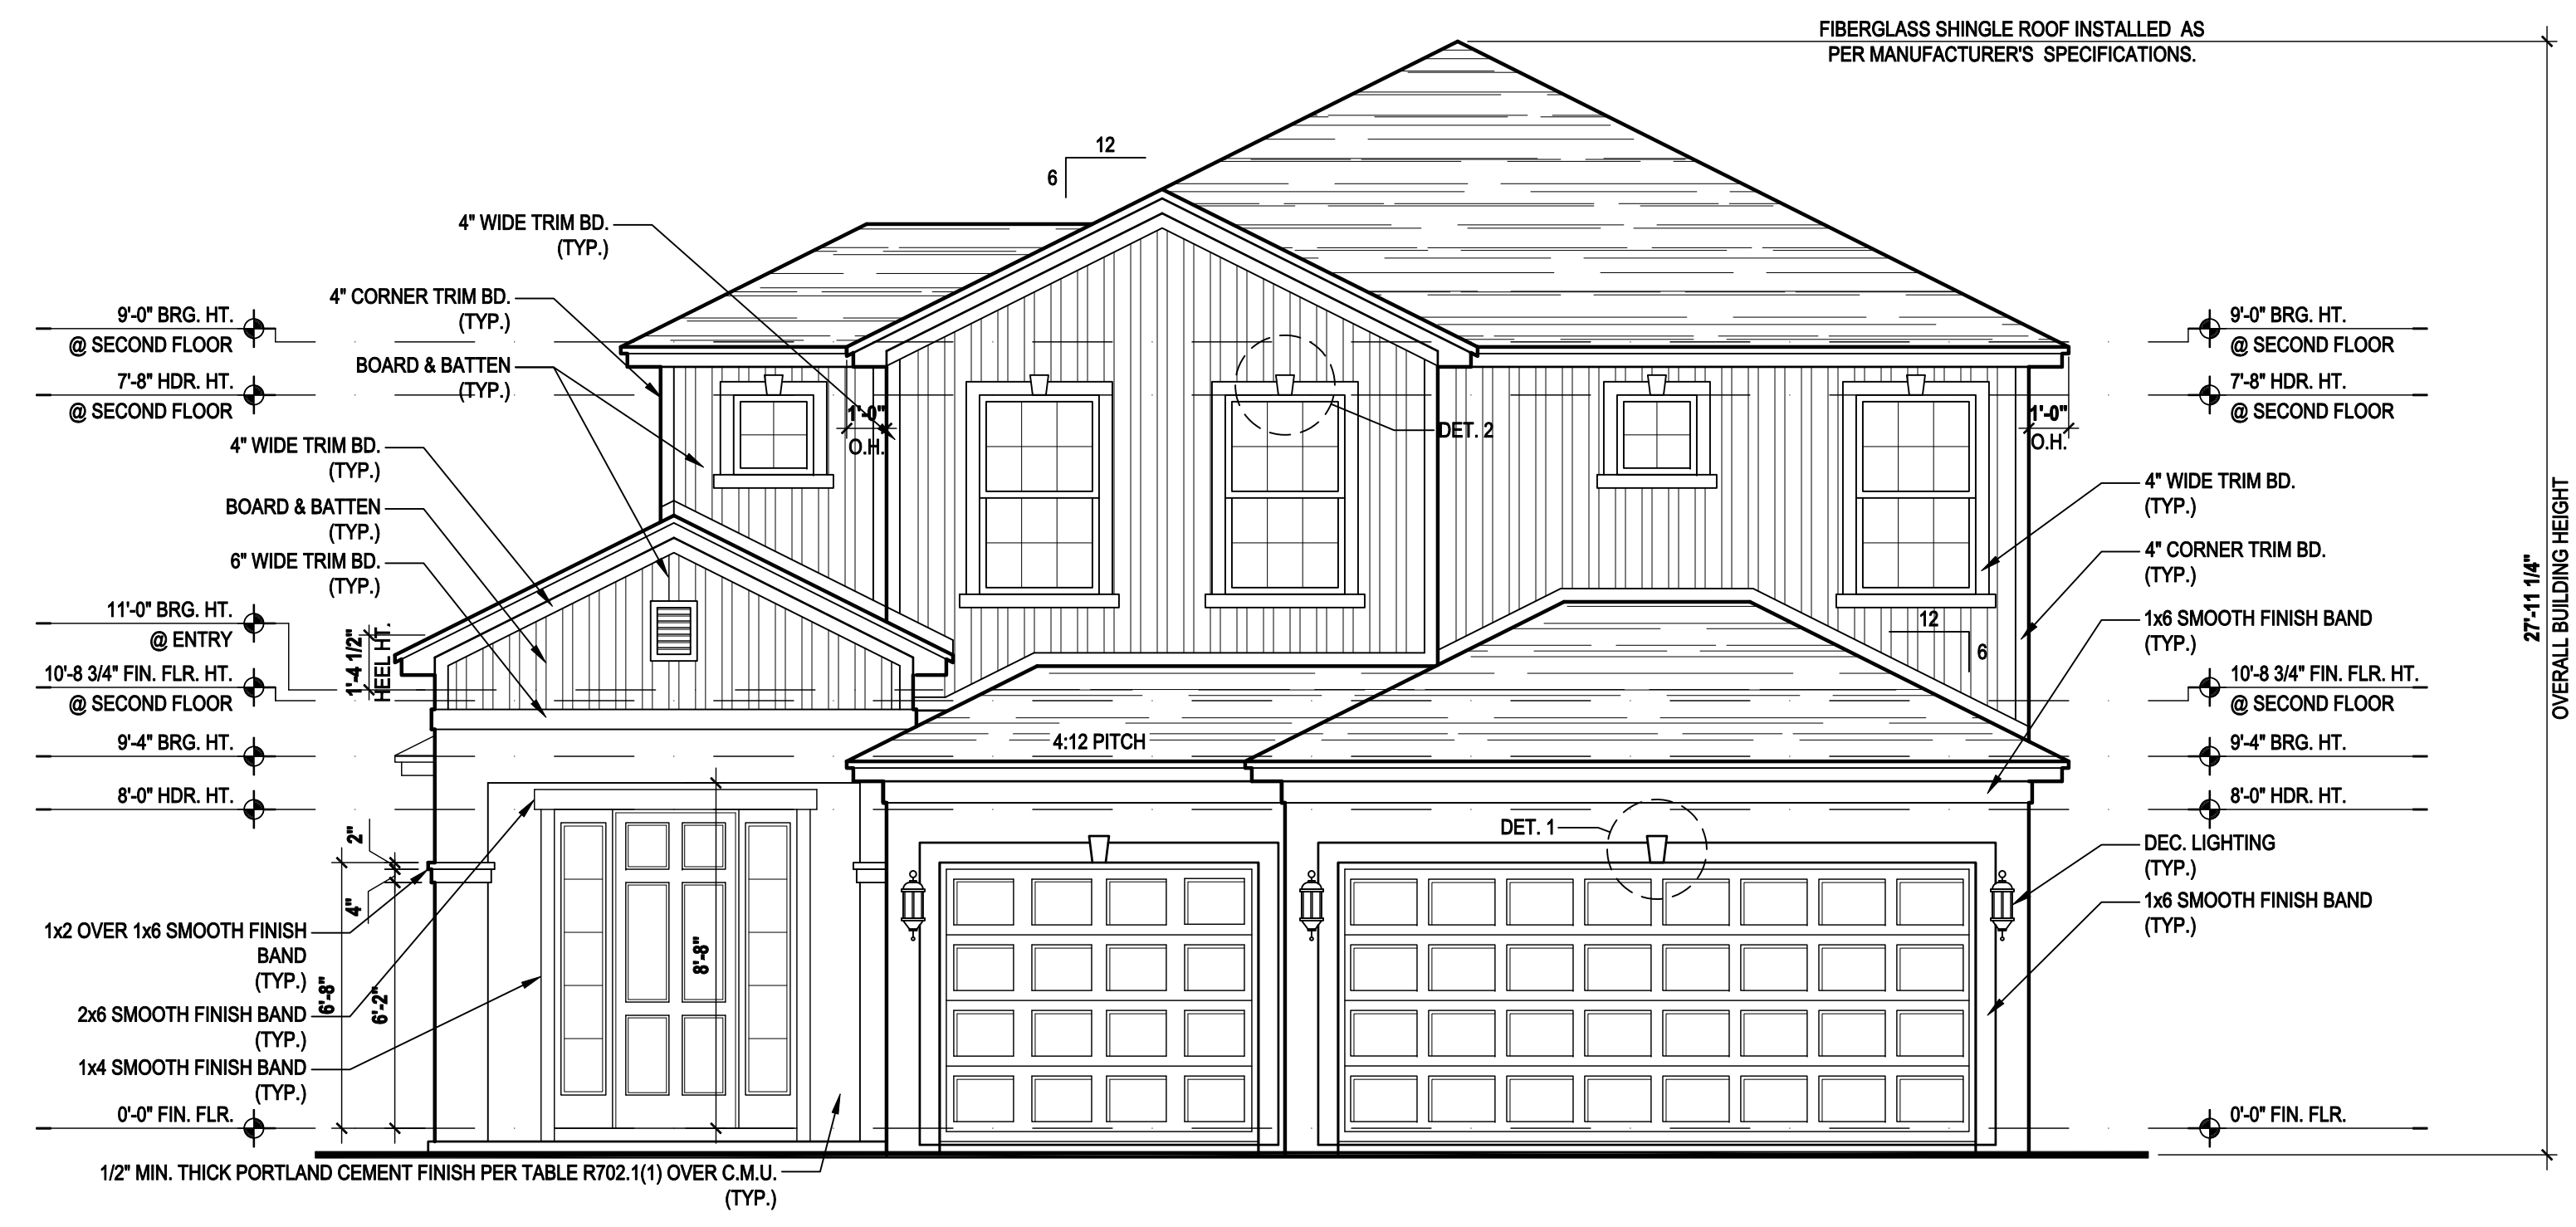 FIBERGLASS SHINGLE ROOF INSTALLED AS
PER MANUFACTURER'S SPECIFICATIONS.
12
6
4" WIDE TRIM BD.
(TYP.)
4" CORNER TRIM BD.
(TYP.)
BOARD & BATTEN
(TYP.)
9'-0" BRG. HT.
@ SECOND FLOOR
7'-8" HDR. HT.
@ SECOND FLOOR
4" WIDE TRIM BD.
(TYP.)
BOARD & BATTEN
(TYP.)
6" WIDE TRIM BD.
(TYP.)
11'-0" BRG. HT.
@ ENTRY
1'-4 1/2"
HEEL HT.
10'-8 3/4" FIN. FLR. HT.
@ SECOND FLOOR
9'-4" BRG. HT.
8'-0" HDR. HT.
2"
4"
1x2 OVER 1x6 SMOOTH FINISH
BAND
(TYP.)
6'-8"
6'-2"
2x6 SMOOTH FINISH BAND
(TYP.)
1x4 SMOOTH FINISH BAND
(TYP.)
0'-0" FIN. FLR.
1/2" MIN. THICK PORTLAND CEMENT FINISH PER TABLE R702.1(1) OVER C.M.U.
(TYP.)
8'-8"
1'-0"
O.H.
DET. 2
4:12 PITCH
DET. 1
12
6
1'-0"
O.H.
9'-0" BRG. HT.
@ SECOND FLOOR
7'-8" HDR. HT.
@ SECOND FLOOR
4" WIDE TRIM BD.
(TYP.)
4" CORNER TRIM BD.
(TYP.)
1x6 SMOOTH FINISH BAND
(TYP.)
10'-8 3/4" FIN. FLR. HT.
@ SECOND FLOOR
9'-4" BRG. HT.
8'-0" HDR. HT.
DEC. LIGHTING
(TYP.)
1x6 SMOOTH FINISH BAND
(TYP.)
0'-0" FIN. FLR.
27'-11 1/4"
OVERALL BUILDING HEIGHT